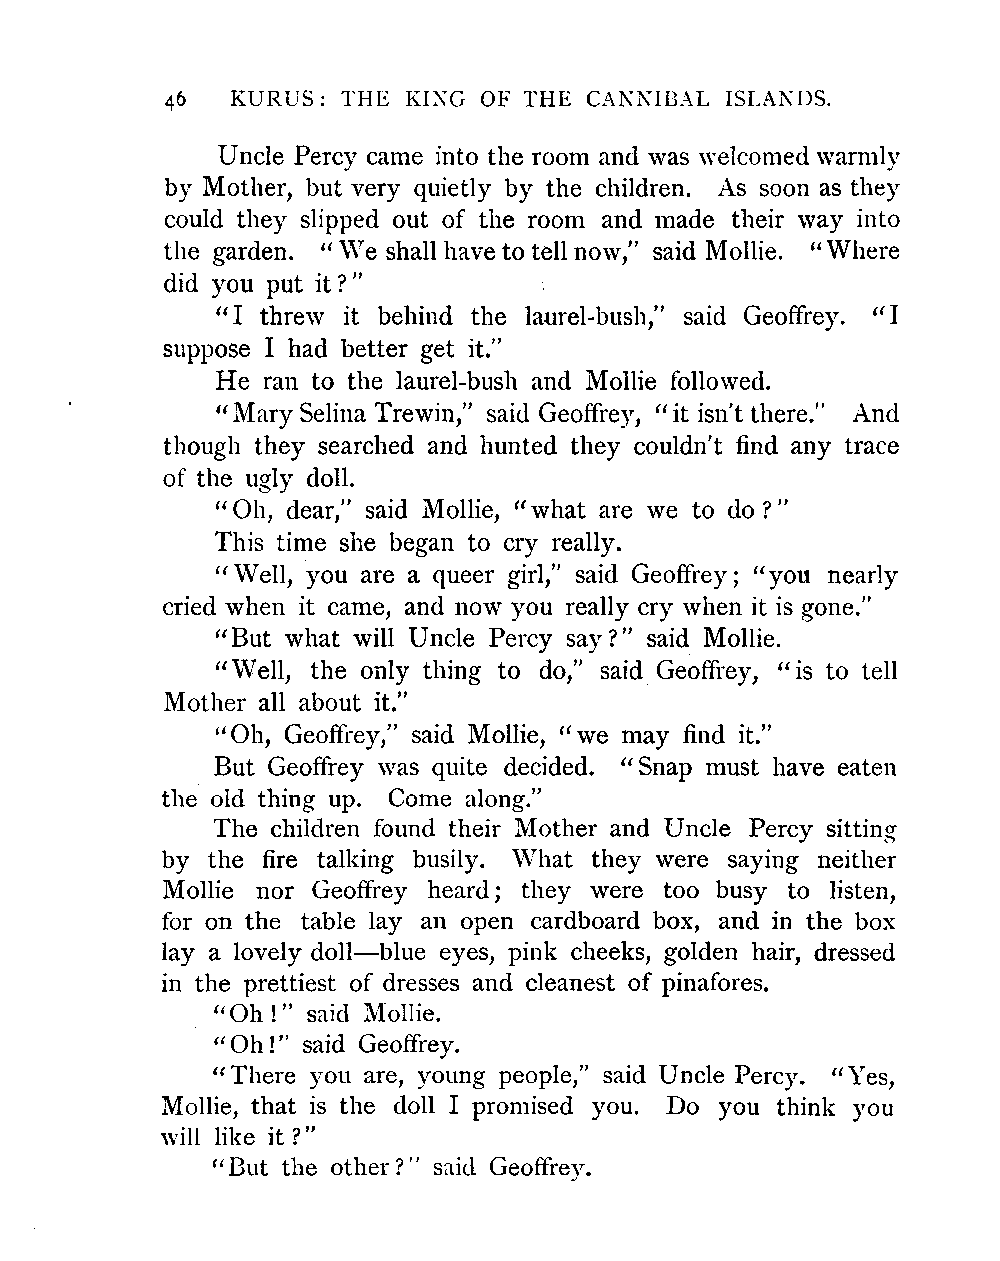 46 KURUS: THE KING OF THE CANNIBAL ISLANDS.
Uncle Percy came into the room and was welcomed warmly
by Mother, but very quietly by the children. As soon as they
could they slipped out of the room and made their way into
the garden. “We shall have to tell now,” said Mollie. “Where
did you put it?”
“I threw it behind the laurel-bush,” said Geoffrey. “I
suppose I had better get it.”
He ran to the laurel-bush and Mollie followed.
“Mary Selina Trewin,” said Geoffrey, “it isn't there.” And
though they searched and hunted they couldn't find any trace
of the ugly doll.
“Oh, dear,” said Mollie, “what are we to do?”
This time she began to cry really.
“Well, you are a queer girl,” said Geoffrey; “you nearly
cried when it came, and now you really cry when it is gone.”
“But what will Uncle Percy say?” said Mollie.
“Well, the only thing to do,” said Geoffrey, “is to tell
Mother all about it.”
“Oh, Geoffrey,” said Mollie, “we may find it.”
But Geoffrey was quite decided. “Snap must have eaten
the old thing up. Come along.”
The children found their Mother and Uncle Percy sitting
by the fire talking busily. What they were saying neither
Mollie nor Geoffrey heard; they were too busy to listen,
for on the table lay an open cardboard box, and in the box
lay a lovely doll—blue eyes, pink cheeks, golden hair, dressed
in the prettiest of dresses and cleanest of pinafores.
“Oh!” said Mollie.
“Oh!” said Geoffrey.
“There you are, young people,” said Uncle Percy. “Yes,
Mollie, that is the doll I promised you. Do you think you
will like it?”
“But the other?” said Geoffrey.